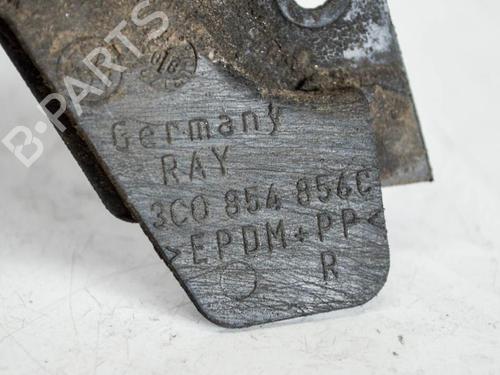 B-PARTS
Germany
RAY
3C0 854 856C
>EPDM+PP<
R